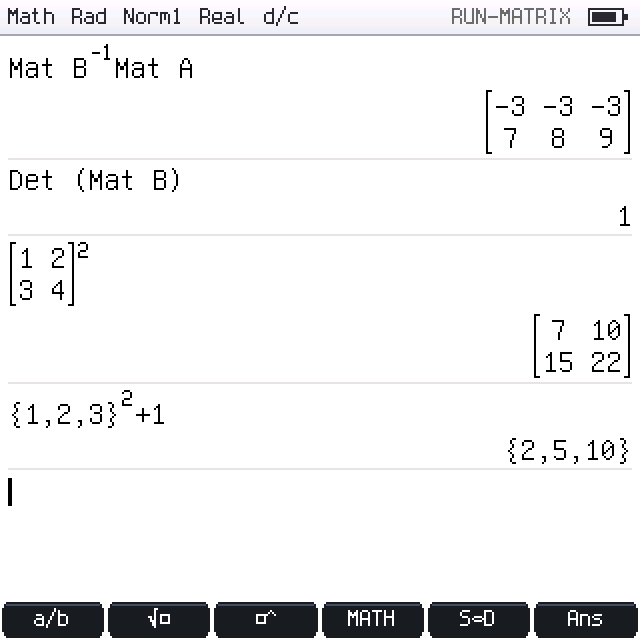 Math Rad Norm1 Real d/c RUN-MATRIX
Mat B⁻¹Mat A
[-3 -3 -3
7 8 9]
Det (Mat B)
1
[1 2
3 4]²
[7 10
15 22]
{1,2,3}²+1
{2,5,10}
a/b √▫ ▫^ MATH S=D Ans